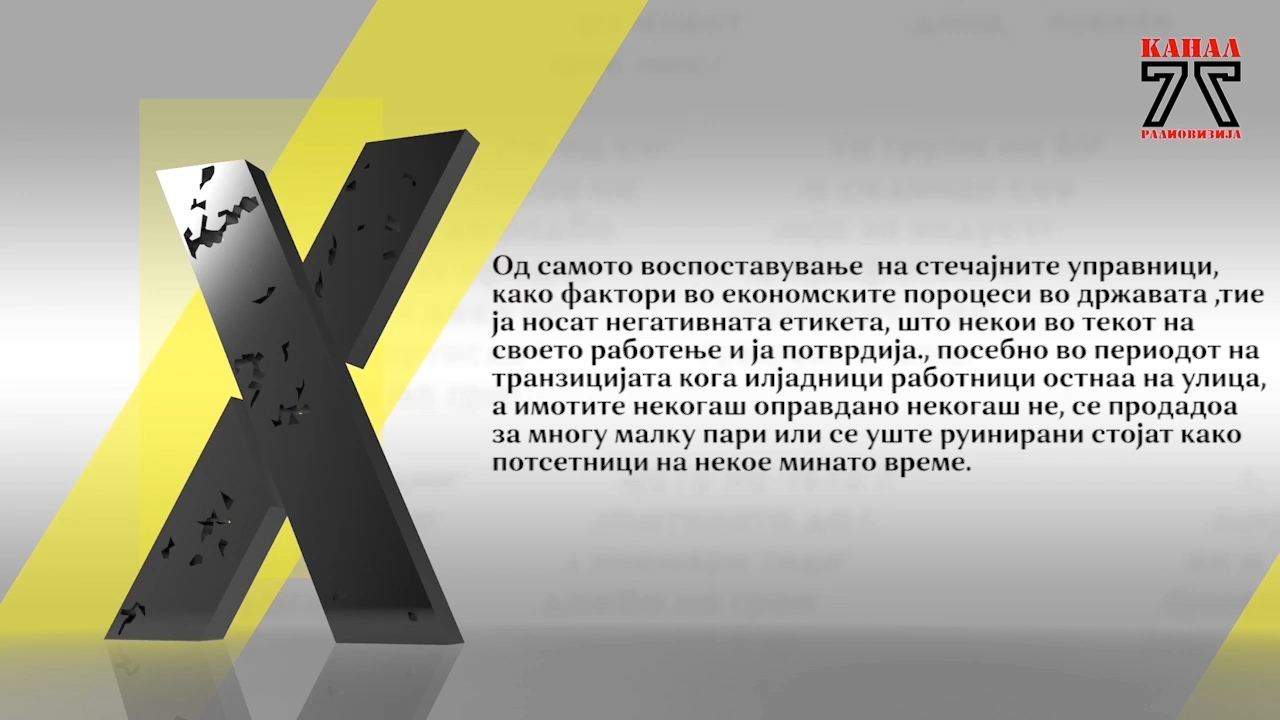 КАНАЛ
77
РАДИОВИЗИЈА
Од самото воспоставување  на стечајните управници,
како фактори во економските пороцеси во државата ,тие
ја носат негативната етикета, што некои во текот на
своето работење и ја потврдија., посебно во периодот на
транзицијата кога илјадници работници остнаа на улица,
а имотите некогаш оправдано некогаш не, се продадоа
за многу малку пари или се уште руинирани стојат како
потсетници на некое минато време.